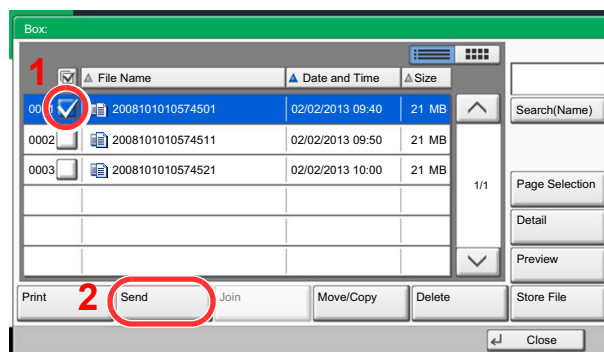 Box:
1
File Name Date and Time Size
0001 2008101010574501 02/02/2013 09:40 21 MB
Search(Name)
0002 2008101010574511 02/02/2013 09:50 21 MB
0003 2008101010574521 02/02/2013 10:00 21 MB
1/1
Page Selection
Detail
Preview
Print 2 Send Join Move/Copy Delete Store File
Close